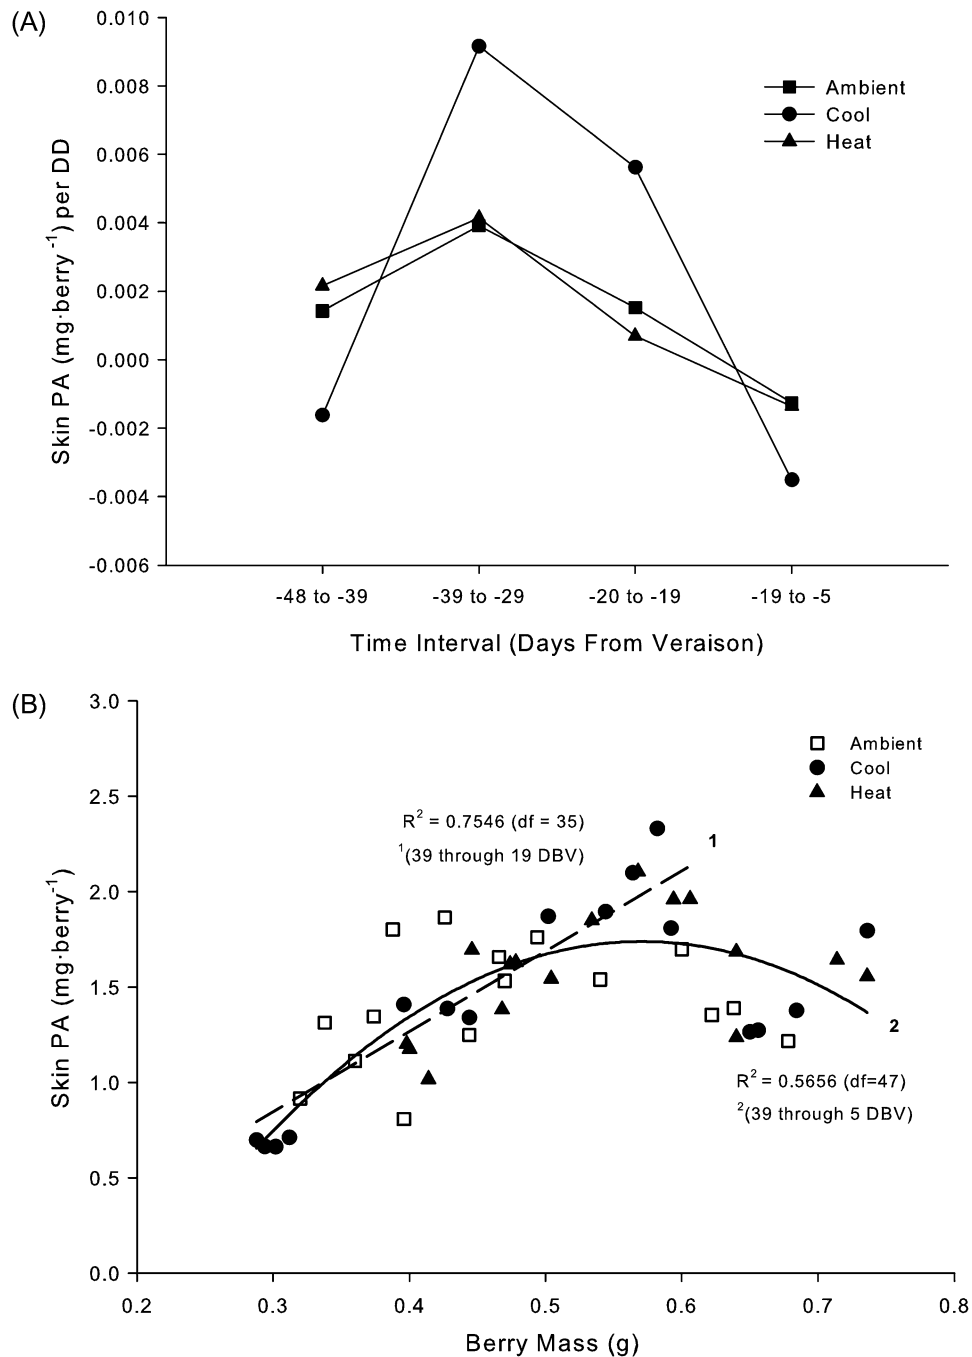 (A)
0.010
0.008
0.006
0.004
0.002
0.000
-0.002
-0.004
-0.006
Skin PA (mg·berry⁻¹) per DD
Ambient
Cool
Heat
-48 to -39
-39 to -29
-20 to -19
-19 to -5
Time Interval (Days From Veraison)
(B)
3.0
2.5
2.0
1.5
1.0
0.5
0.0
Skin PA (mg·berry⁻¹)
Ambient
Cool
Heat
R² = 0.7546 (df = 35)
¹(39 through 19 DBV)
1
2
R² = 0.5656 (df=47)
²(39 through 5 DBV)
0.2
0.3
0.4
0.5
0.6
0.7
0.8
Berry Mass (g)